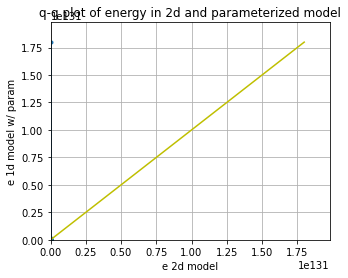 q-q plot of energy in 2d and parameterized model
1e131
1.75
1.50
1.25
1.00
0.75
0.50
0.25
0.00
e 1d model w/ param
0.00 0.25 0.50 0.75 1.00 1.25 1.50 1.75
1e131
e 2d model